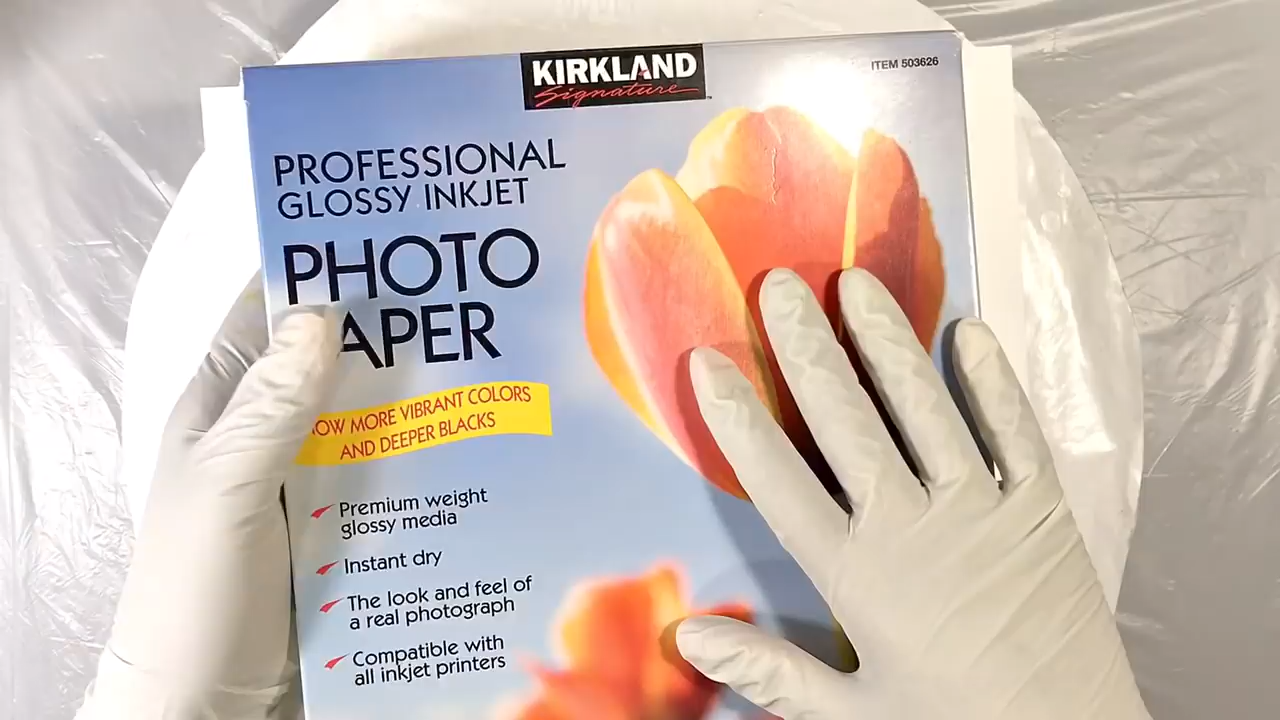 KIRKLAND
Signature
ITEM 503626
PROFESSIONAL
GLOSSY INKJET
PHOTO
APER
OW MORE VIBRANT COLORS
AND DEEPER BLACKS
Premium weight
glossy media
Instant dry
The look and feel of
a real photograph
Compatible with
all inkjet printers